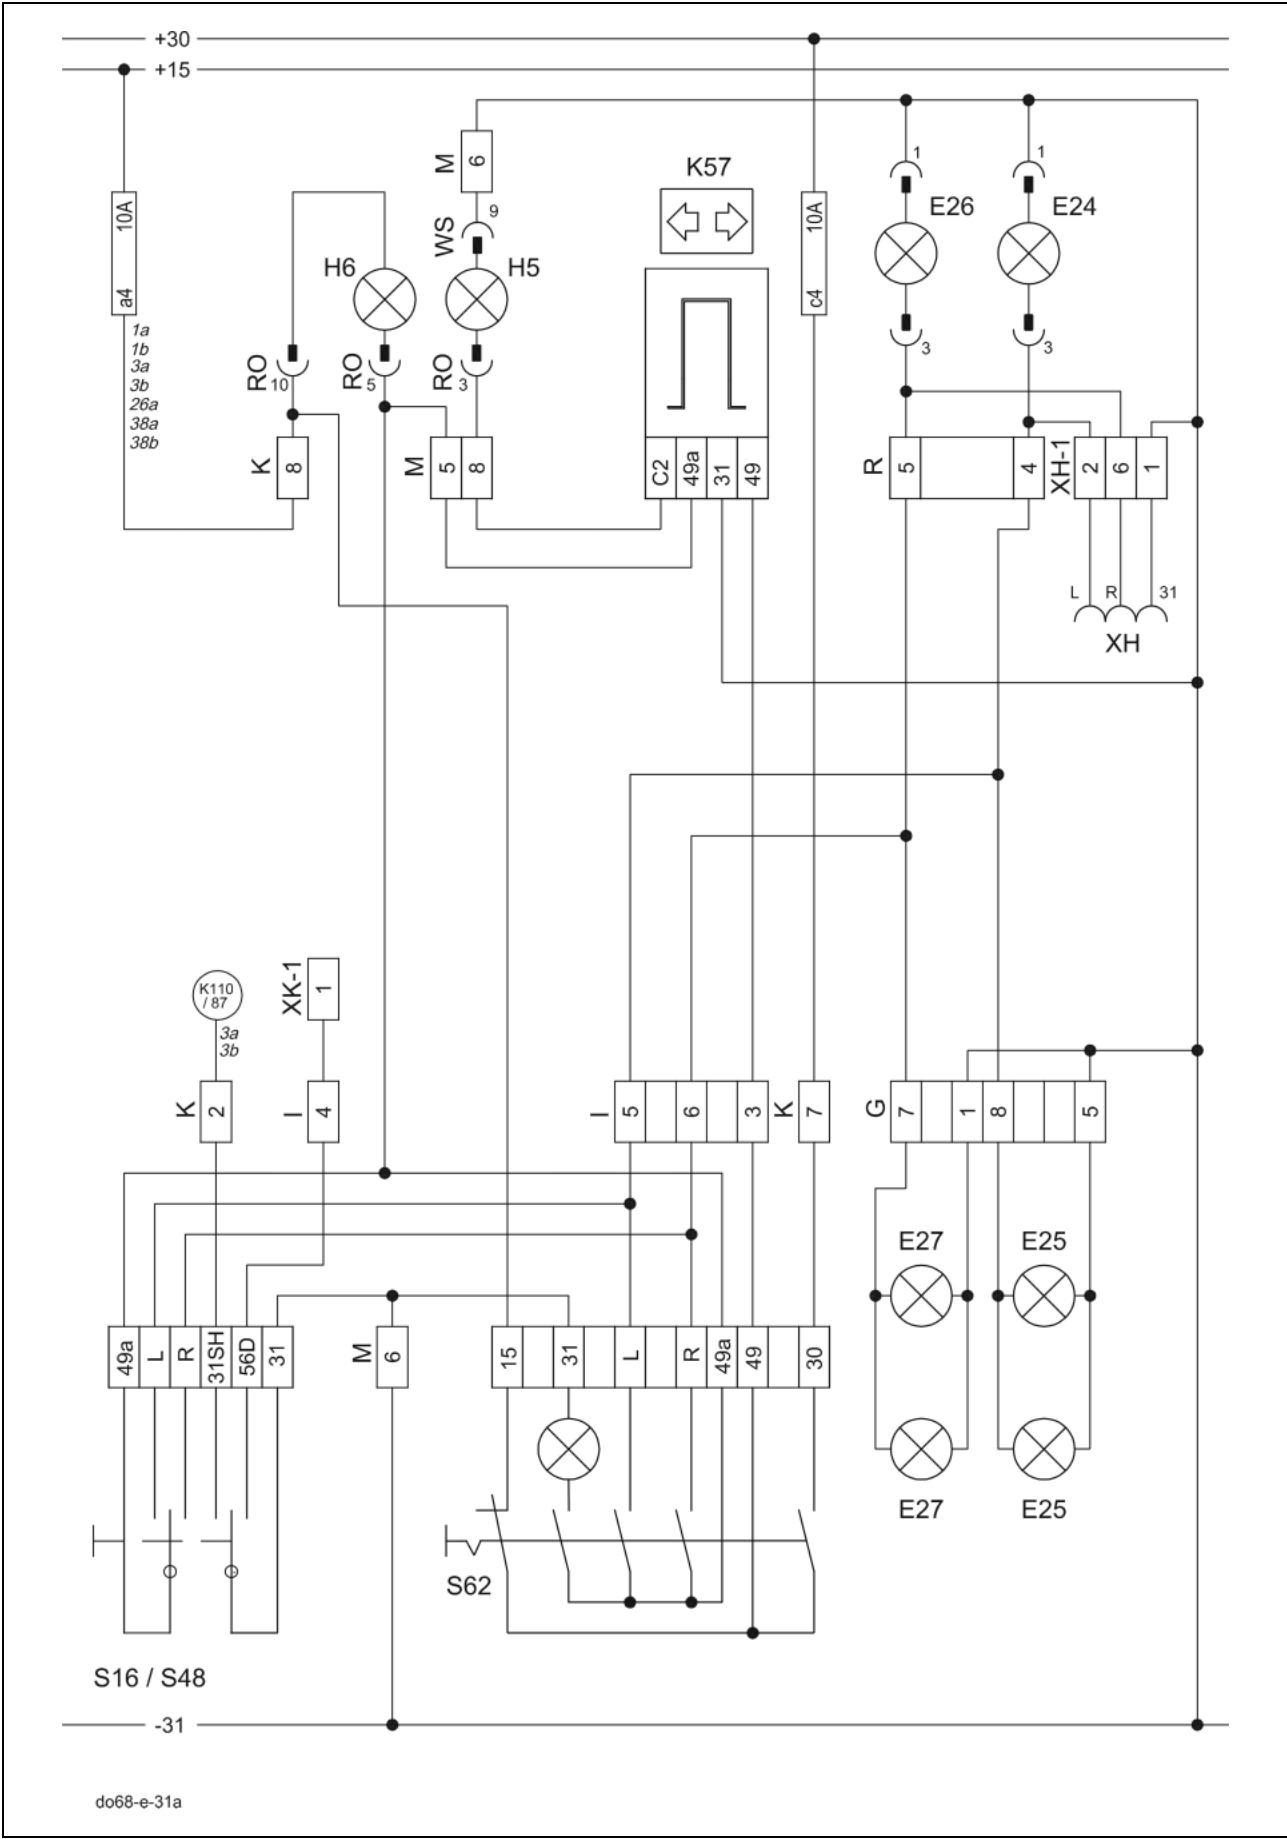 +30
+15
K57
M
6
1
1
10A
10A
9
WS
E26
E24
H6
H5
a4
c4
1a
1b
3a
3b
26a
38a
38b
RO
10
RO
5
RO
3
3
3
K
8
M
5
8
C2
49a
31
49
R
5
4
XH-1
2
6
1
L
R
31
XH
K110
/ 87
3a
3b
XK-1
1
K
2
I
4
I
5
6
3
K
7
G
7
1
8
5
E27
E25
49a
L
R
31SH
56D
31
M
6
15
31
L
R
49a
49
30
E27
E25
S62
S16 / S48
-31
do68-e-31a